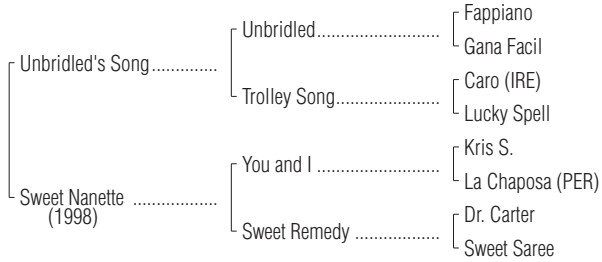 Fappiano
Unbridled................
Gana Facil
Unbridled's Song.............
Caro (IRE)
Trolley Song.....................
Lucky Spell
Kris S.
You and I .........................
La Chaposa (PER)
Sweet Nanette .................
(1998)
Dr. Carter
Sweet Remedy .................
Sweet Saree